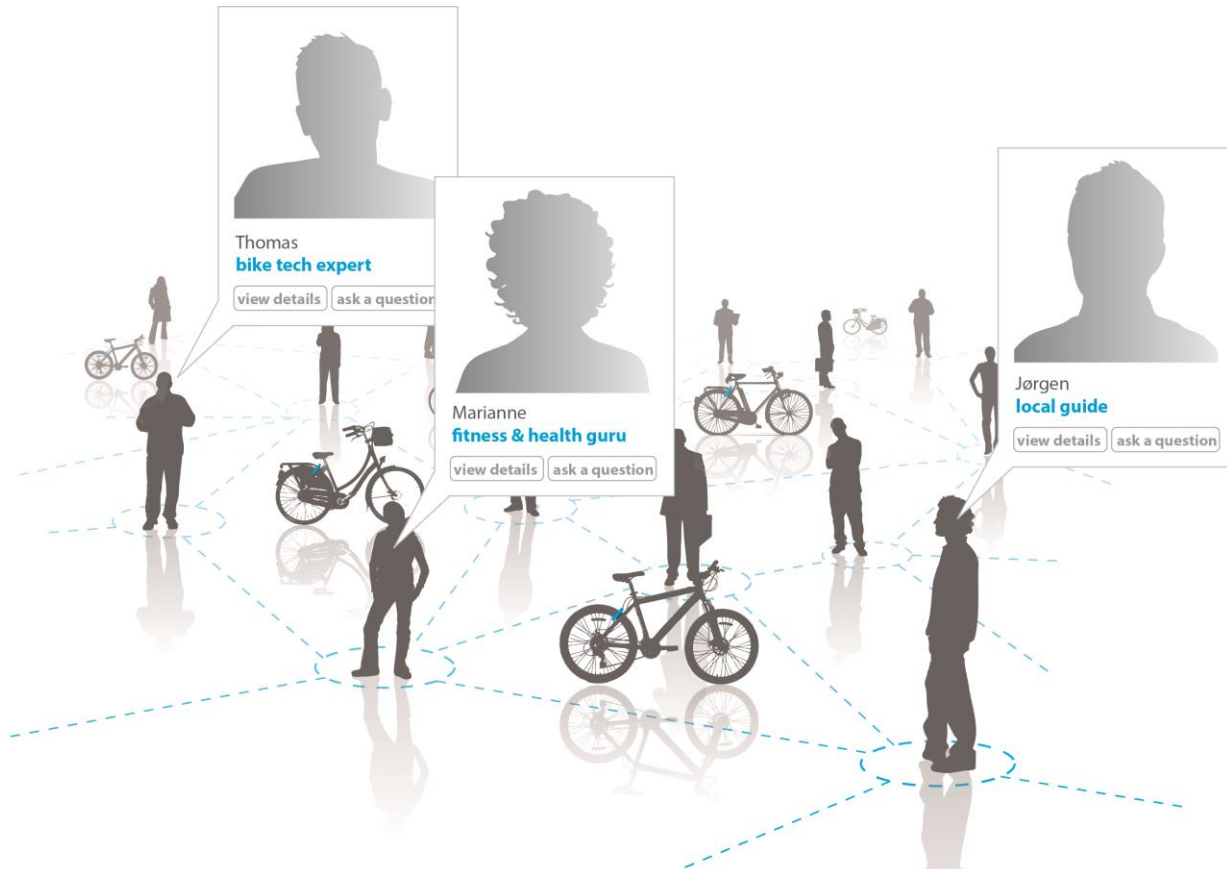 Thomas
bike tech expert
view details ask a question
Marianne
fitness & health guru
view details ask a question
Jørgen
local guide
view details ask a question